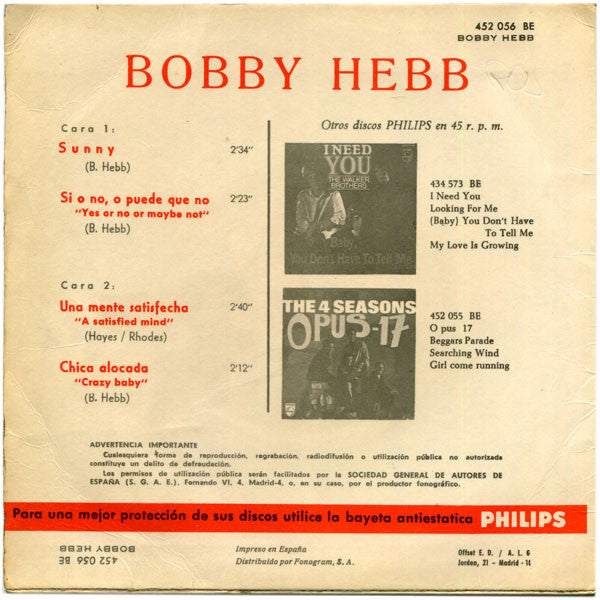 452 056 BE
BOBBY HEBB
BOBBY HEBB
Cara 1:
Sunny 2'34"
(B. Hebb)
Si o no, o puede que no 2'23"
"Yes or no or maybe not"
(B. Hebb)
Cara 2:
Una mente satisfecha 2'40"
"A satisfied mind"
(Hayes / Rhodes)
Chica alocada 2'12"
"Crazy baby"
(B. Hebb)
Otros discos PHILIPS en 45 r. p. m.
I NEED
YOU
THE WALKER
BROTHERS
Baby,
You Don't Have To Tell Me
434 573 BE
I Need You
Looking For Me
(Baby) You Don't Have
To Tell Me
My Love Is Growing
THE 4 SEASONS
OPUS-17
452 055 BE
Opus 17
Beggars Parade
Searching Wind
Girl come running
ADVERTENCIA IMPORTANTE
Cualesquiera forma de reproducción, regrabación, radiodifusión o utilización pública no autorizada
constituye un delito de defraudación.
Los permisos de utilización pública serán facilitados por la SOCIEDAD GENERAL DE AUTORES DE
ESPAÑA (S. G. A. E.). Fernando VI, 4, Madrid-4, o, en su caso, por el productor fonográfico.
Para una mejor protección de sus discos utilice la bayeta antiestatica PHILIPS
452 056 BE
BOBBY HEBB
Impreso en España
Distribuido por Fonogram, S. A.
Offset E. D. / A. L. 6
Jordan, 21 - Madrid - 14